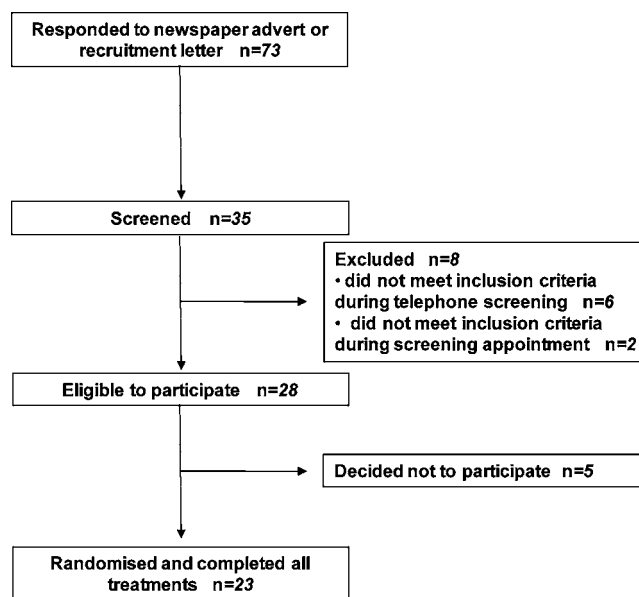 Responded to newspaper advert or
recruitment letter n=73
Screened n=35
Excluded n=8
• did not meet inclusion criteria
during telephone screening n=6
• did not meet inclusion criteria
during screening appointment n=2
Eligible to participate n=28
Decided not to participate n=5
Randomised and completed all
treatments n=23